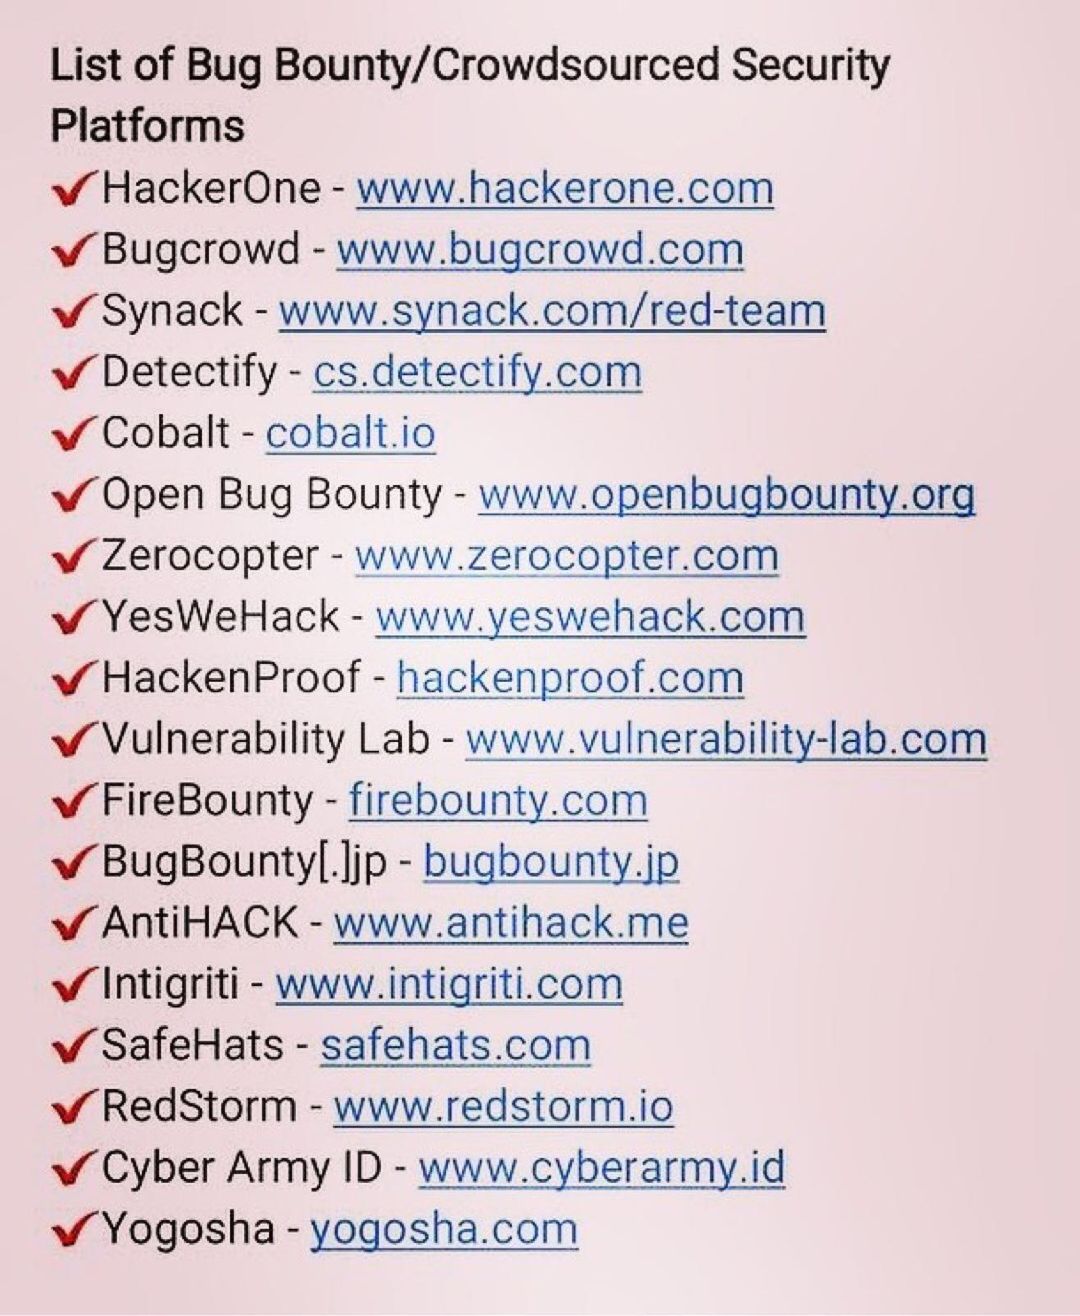 List of Bug Bounty/Crowdsourced Security
Platforms
✔HackerOne - www.hackerone.com
✔Bugcrowd - www.bugcrowd.com
✔Synack - www.synack.com/red-team
✔Detectify - cs.detectify.com
✔Cobalt - cobalt.io
✔Open Bug Bounty - www.openbugbounty.org
✔Zerocopter - www.zerocopter.com
✔YesWeHack - www.yeswehack.com
✔HackenProof - hackenproof.com
✔Vulnerability Lab - www.vulnerability-lab.com
✔FireBounty - firebounty.com
✔BugBounty[.]jp - bugbounty.jp
✔AntiHACK - www.antihack.me
✔Intigriti - www.intigriti.com
✔SafeHats - safehats.com
✔RedStorm - www.redstorm.io
✔Cyber Army ID - www.cyberarmy.id
✔Yogosha - yogosha.com